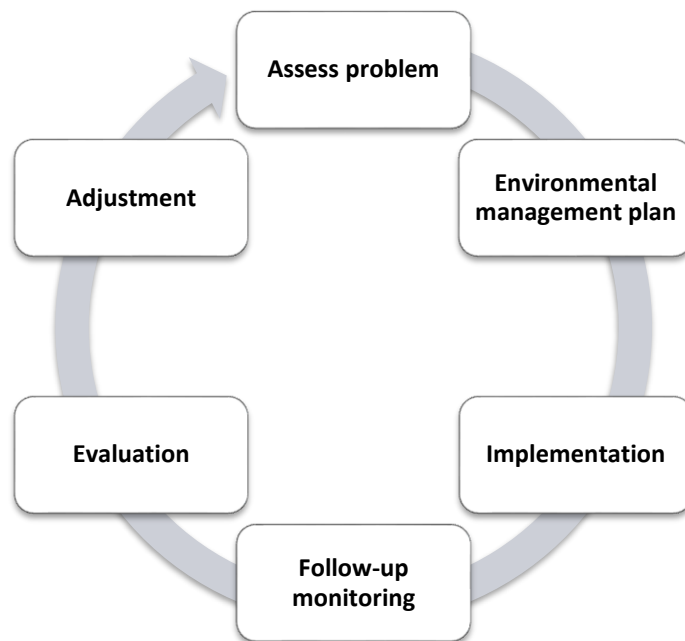 Assess problem
Environmental
management plan
Implementation
Follow-up
monitoring
Evaluation
Adjustment